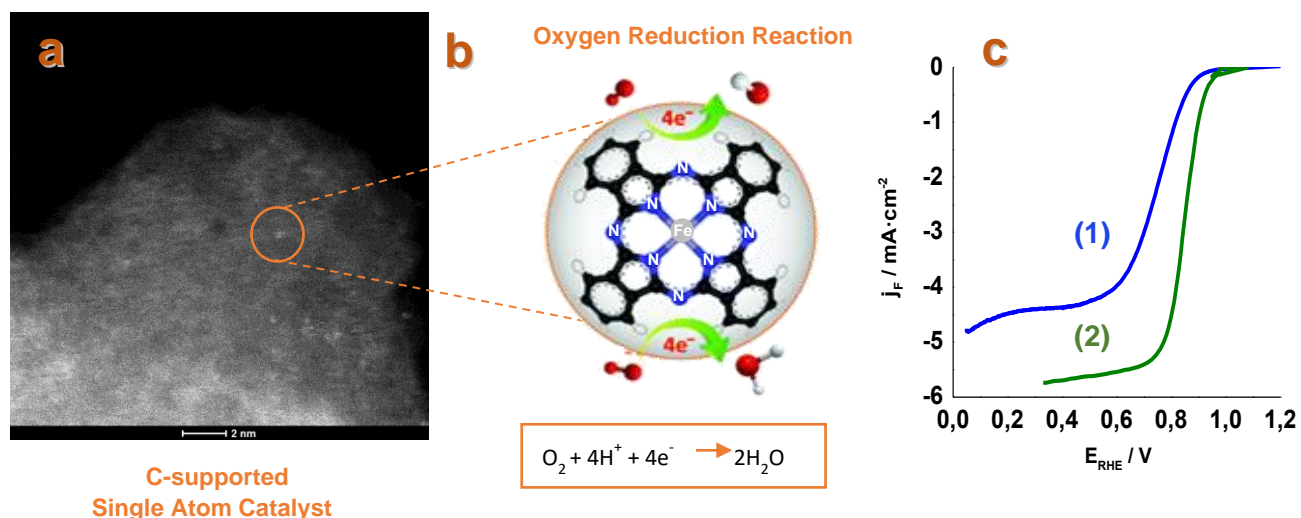 a
2 nm
C-supported
Single Atom Catalyst
b
Oxygen Reduction Reaction
4e⁻
N
N N
N Fe N
N N
N
4e⁻
O₂ + 4H⁺ + 4e⁻ → 2H₂O
c
0
-1
-2
-3
-4
-5
-6
j_F / mA·cm⁻²
(1)
(2)
0,0 0,2 0,4 0,6 0,8 1,0 1,2
E_RHE / V